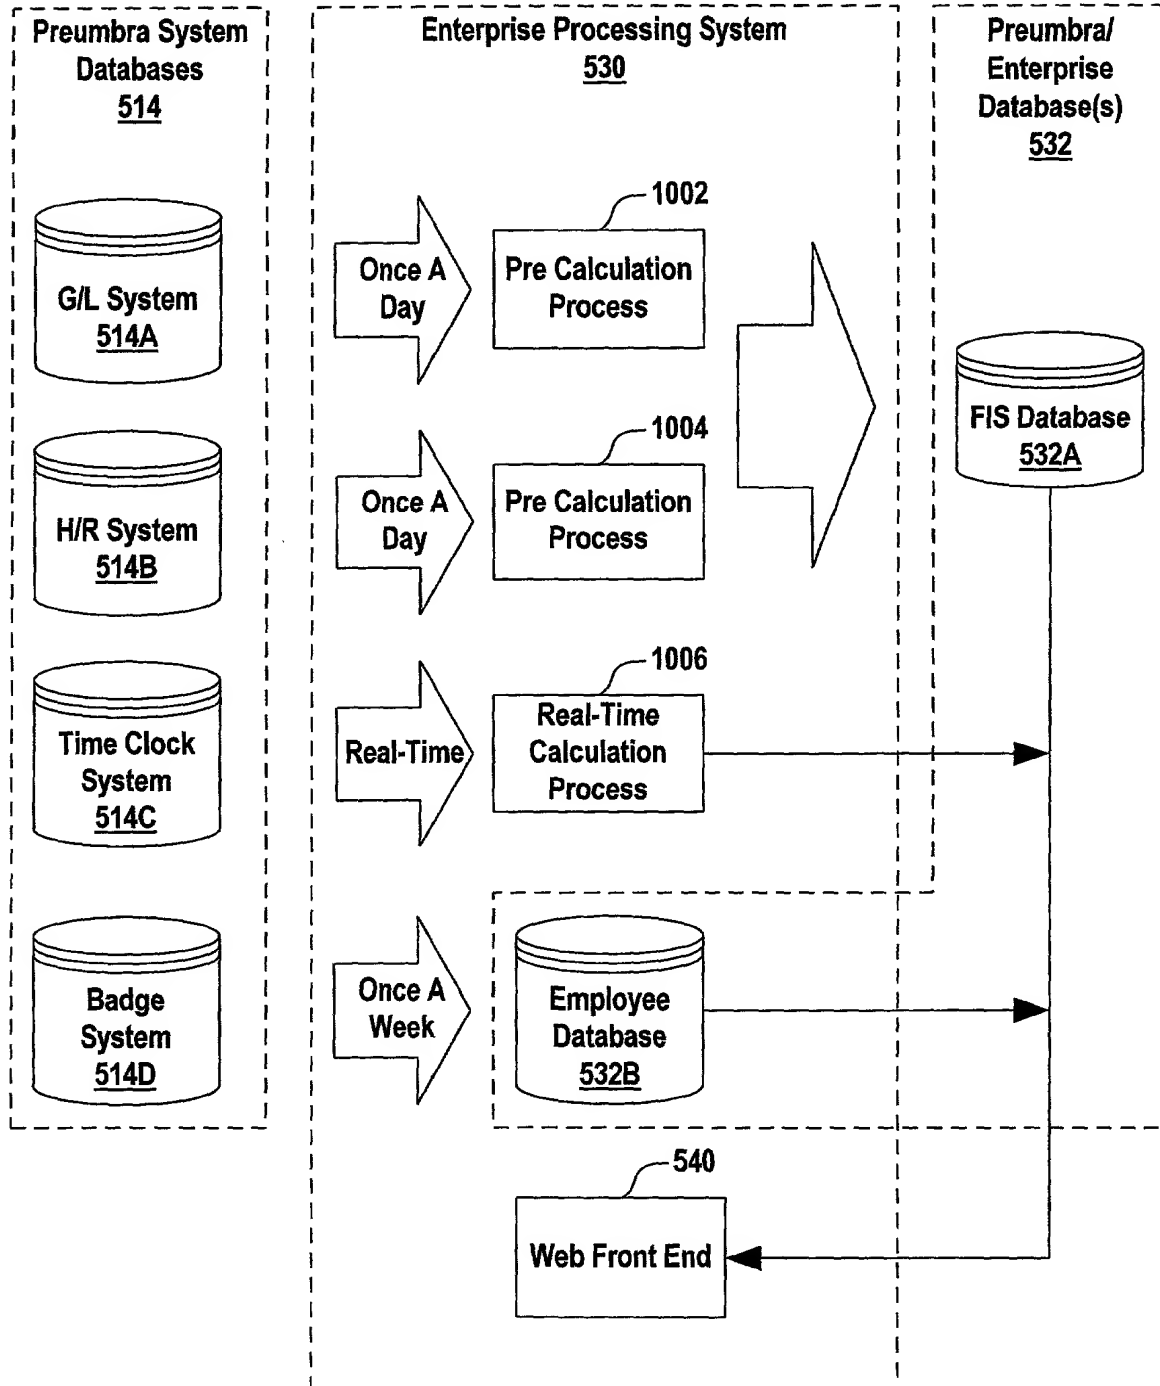 Preumbra System
Databases
514
Enterprise Processing System
530
Preumbra/
Enterprise
Database(s)
532
G/L System
514A
Once A
Day
1002
Pre Calculation
Process
FIS Database
532A
H/R System
514B
Once A
Day
1004
Pre Calculation
Process
Time Clock
System
514C
Real-Time
1006
Real-Time
Calculation
Process
Badge
System
514D
Once A
Week
Employee
Database
532B
540
Web Front End